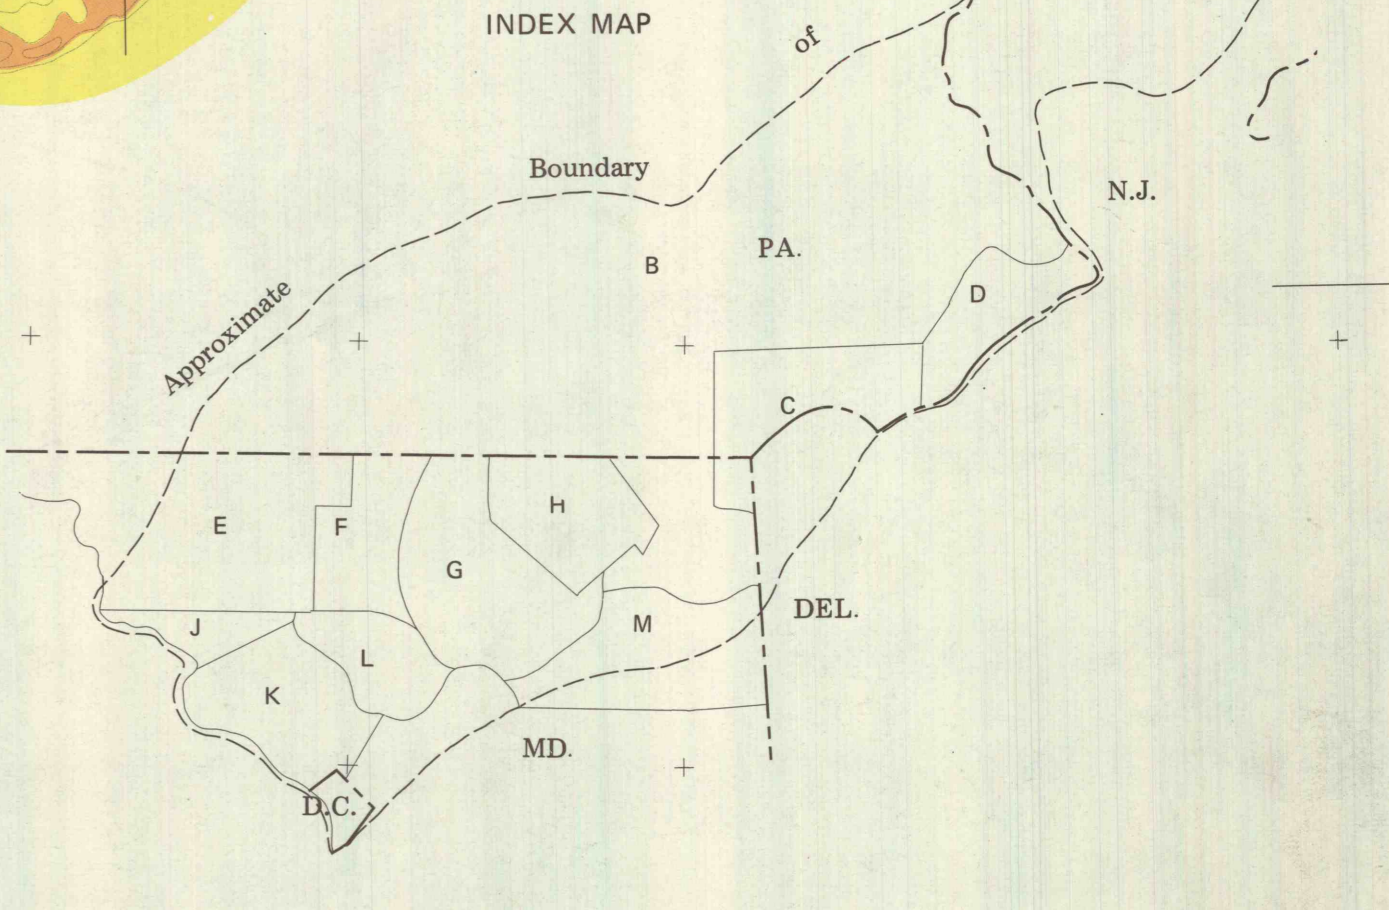 INDEX MAP
of
Boundary
N.J.
PA.
B
D
Approximate
C
H
E
F
G
DEL.
M
J
L
K
MD.
D.C.